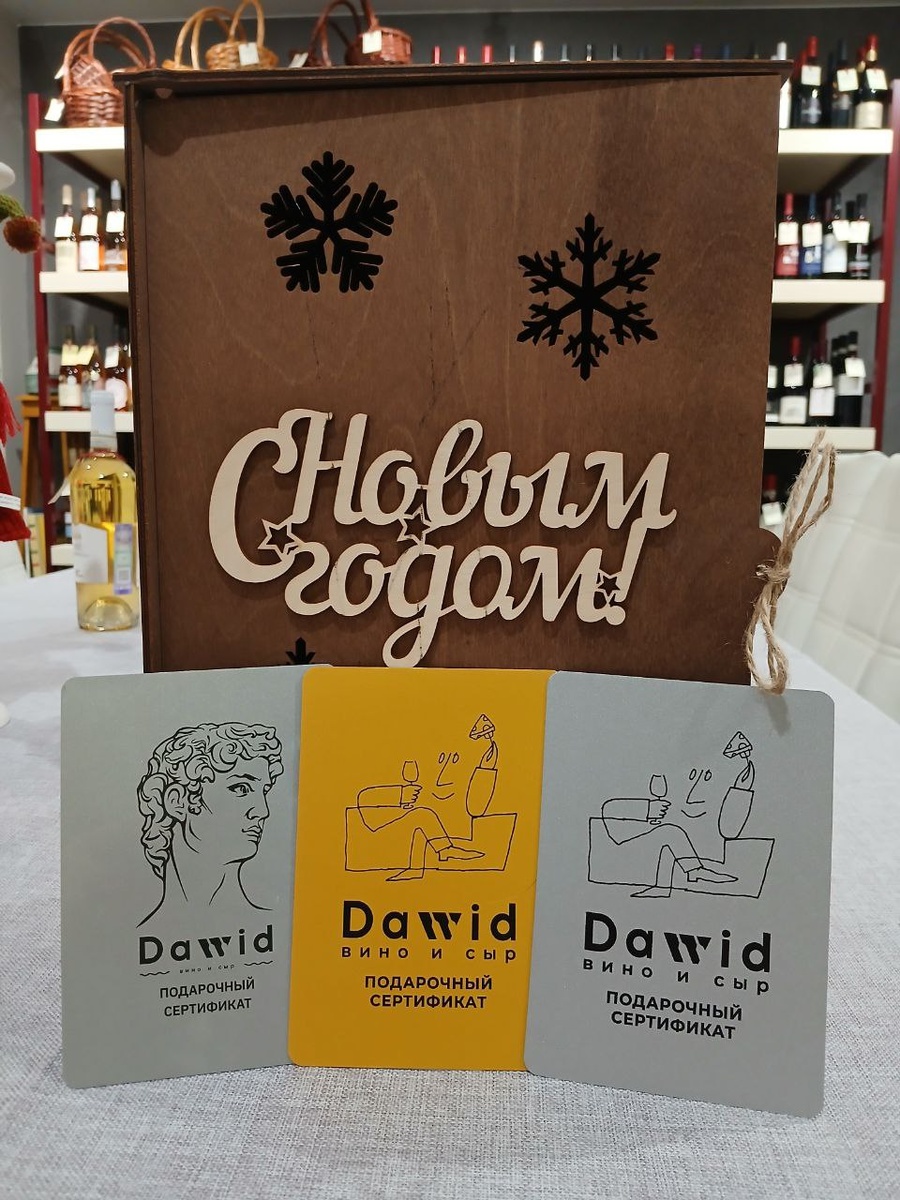 С Новым
годом!
Dawid
вино и сыр
ПОДАРОЧНЫЙ
СЕРТИФИКАТ
Dawid
вино и сыр
ПОДАРОЧНЫЙ
СЕРТИФИКАТ
Dawid
вино и сыр
ПОДАРОЧНЫЙ
СЕРТИФИКАТ